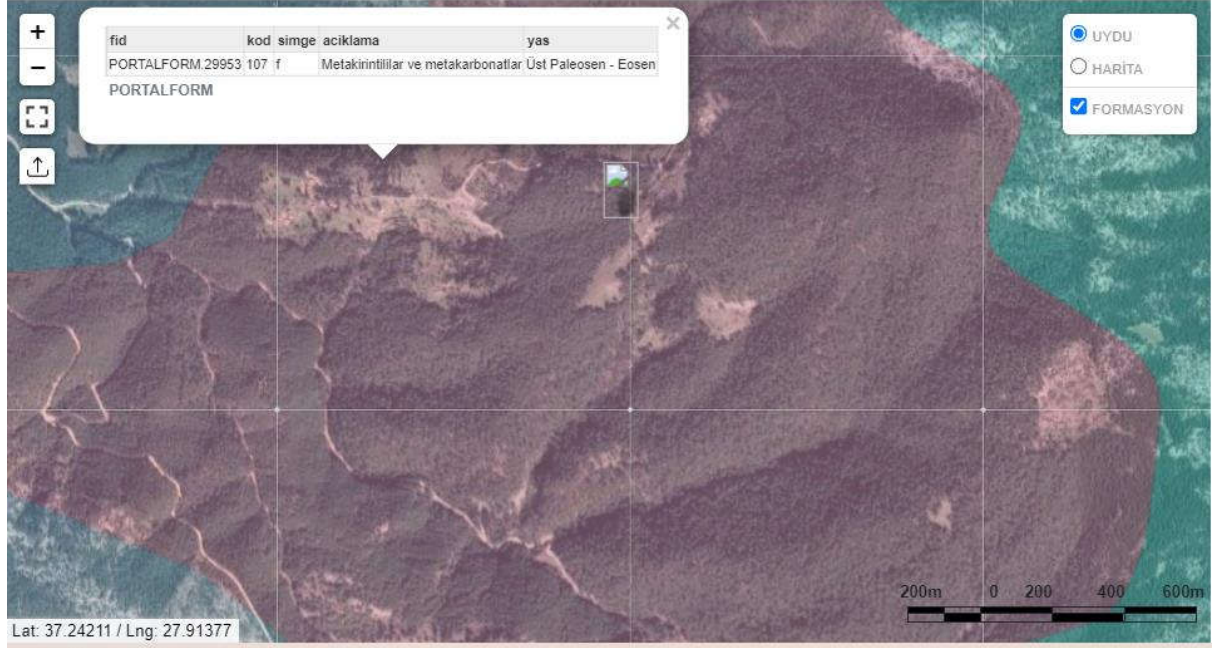 +
−
fid kod simge aciklama yas
PORTALFORM.29953 107 f Metakirintililar ve metakarbonatlar Üst Paleosen - Eosen
PORTALFORM
×
UYDU
HARİTA
FORMASYON
200m 0 200 400 600m
Lat: 37.24211 / Lng: 27.91377